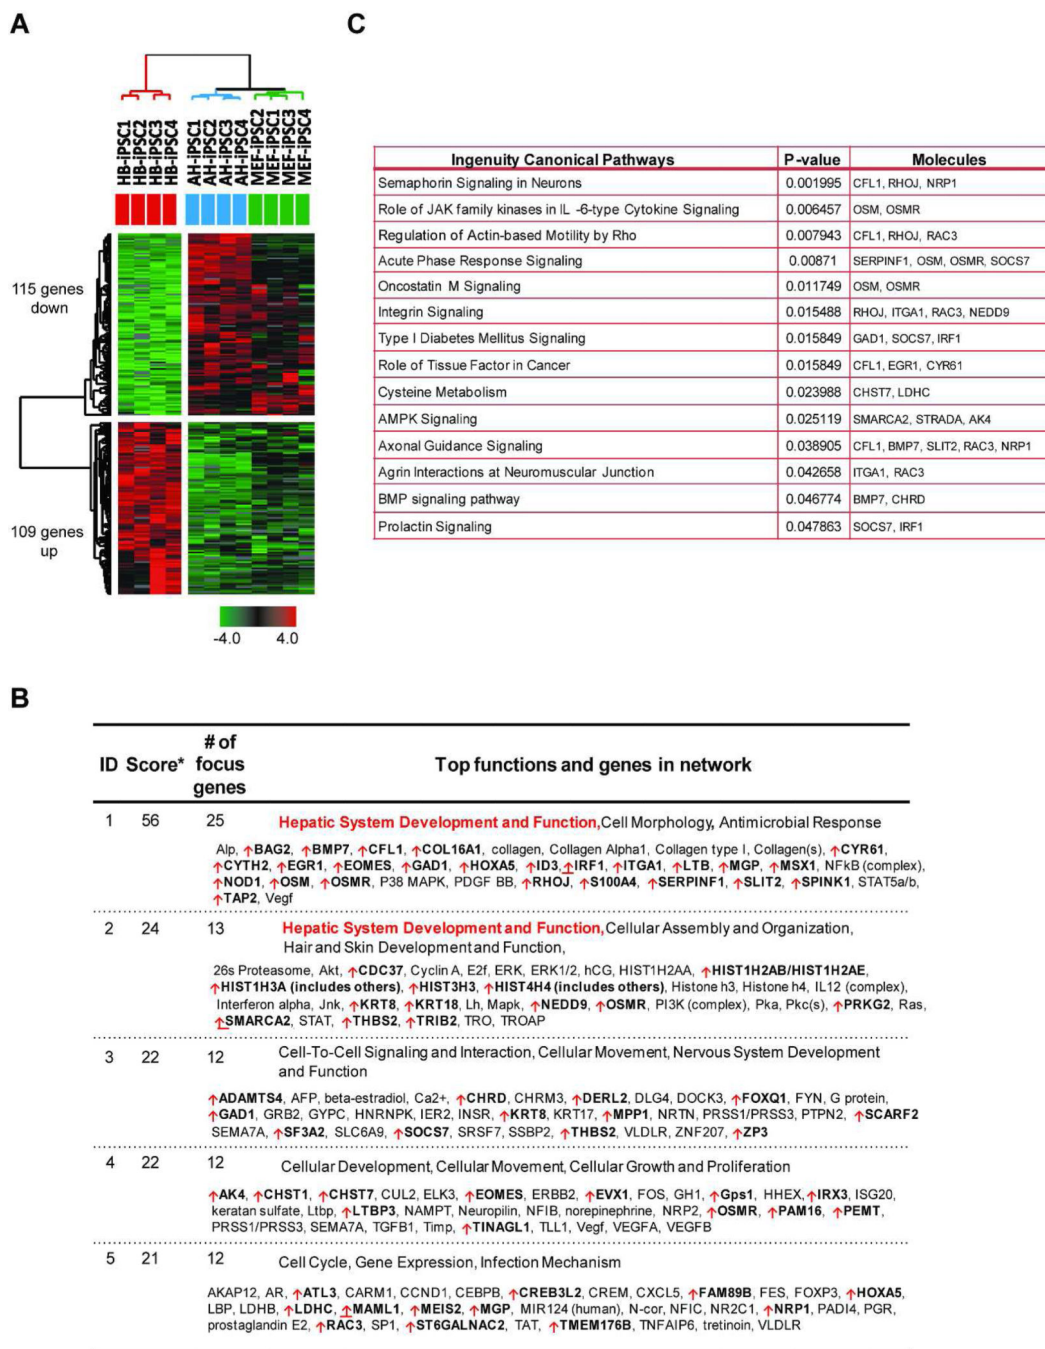 A
C
HB-iPSC1
HB-iPSC2
HB-iPSC3
HB-iPSC4
AH-iPSC1
AH-iPSC2
AH-iPSC3
AH-iPSC4
MEF-iPSC2
MEF-iPSC1
MEF-iPSC3
MEF-iPSC4
115 genes
down
109 genes
up
-4.0 4.0
Ingenuity Canonical Pathways P-value Molecules
Semaphorin Signaling in Neurons 0.001995 CFL1, RHOJ, NRP1
Role of JAK family kinases in IL -6-type Cytokine Signaling 0.006457 OSM, OSMR
Regulation of Actin-based Motility by Rho 0.007943 CFL1, RHOJ, RAC3
Acute Phase Response Signaling 0.00871 SERPINF1, OSM, OSMR, SOCS7
Oncostatin M Signaling 0.011749 OSM, OSMR
Integrin Signaling 0.015488 RHOJ, ITGA1, RAC3, NEDD9
Type I Diabetes Mellitus Signaling 0.015849 GAD1, SOCS7, IRF1
Role of Tissue Factor in Cancer 0.015849 CFL1, EGR1, CYR61
Cysteine Metabolism 0.023988 CHST7, LDHC
AMPK Signaling 0.025119 SMARCA2, STRADA, AK4
Axonal Guidance Signaling 0.038905 CFL1, BMP7, SLIT2, RAC3, NRP1
Agrin Interactions at Neuromuscular Junction 0.042658 ITGA1, RAC3
BMP signaling pathway 0.046774 BMP7, CHRD
Prolactin Signaling 0.047863 SOCS7, IRF1
B
ID Score* # of focus genes Top functions and genes in network
1 56 25 Hepatic System Development and Function, Cell Morphology, Antimicrobial Response
Alp, ↑BAG2, ↑BMP7, ↑CFL1, ↑COL16A1, collagen, Collagen Alpha1, Collagen type I, Collagen(s), ↑CYR61,
↑CYTH2, ↑EGR1, ↑EOMES, ↑GAD1, ↑HOXA5, ↑ID3, ↑IRF1, ↑ITGA1, ↑LTB, ↑MGP, ↑MSX1, NFkB (complex),
↑NOD1, ↑OSM, ↑OSMR, P38 MAPK, PDGF BB, ↑RHOJ, ↑S100A4, ↑SERPINF1, ↑SLIT2, ↑SPINK1, STAT5a/b,
↑TAP2, Vegf
2 24 13 Hepatic System Development and Function, Cellular Assembly and Organization,
Hair and Skin Development and Function,
26s Proteasome, Akt, ↑CDC37, Cyclin A, E2f, ERK, ERK1/2, hCG, HIST1H2AA, ↑HIST1H2AB/HIST1H2AE,
↑HIST1H3A (includes others), ↑HIST3H3, ↑HIST4H4 (includes others), Histone h3, Histone h4, IL12 (complex),
Interferon alpha, Jnk, ↑KRT8, ↑KRT18, Lh, Mapk, ↑NEDD9, ↑OSMR, PI3K (complex), Pka, Pkc(s), ↑PRKG2, Ras,
↑SMARCA2, STAT, ↑THBS2, ↑TRIB2, TRO, TROAP
3 22 12 Cell-To-Cell Signaling and Interaction, Cellular Movement, Nervous System Development
and Function
↑ADAMTS4, AFP, beta-estradiol, Ca2+, ↑CHRD, CHRM3, ↑DERL2, DLG4, DOCK3, ↑FOXQ1, FYN, G protein,
↑GAD1, GRB2, GYPC, HNRNPK, IER2, INSR, ↑KRT8, KRT17, ↑MPP1, NRTN, PRSS1/PRSS3, PTPN2, ↑SCARF2
SEMA7A, ↑SF3A2, SLC6A9, ↑SOCS7, SRSF7, SSBP2, ↑THBS2, VLDLR, ZNF207, ↑ZP3
4 22 12 Cellular Development, Cellular Movement, Cellular Growth and Proliferation
↑AK4, ↑CHST1, ↑CHST7, CUL2, ELK3, ↑EOMES, ERBB2, ↑EVX1, FOS, GH1, ↑Gps1, HHEX, ↑IRX3, ISG20,
keratan sulfate, Ltbp, ↑LTBP3, NAMPT, Neuropilin, NFIB, norepinephrine, NRP2, ↑OSMR, ↑PAM16, ↑PEMT,
PRSS1/PRSS3, SEMA7A, TGFB1, Timp, ↑TINAGL1, TLL1, Vegf, VEGFA, VEGFB
5 21 12 Cell Cycle, Gene Expression, Infection Mechanism
AKAP12, AR, ↑ATL3, CARM1, CCND1, CEBPB, ↑CREB3L2, CREM, CXCL5, ↑FAM89B, FES, FOXP3, ↑HOXA5,
LBP, LDHB, ↑LDHC, ↑MAML1, ↑MEIS2, ↑MGP, MIR124 (human), N-cor, NFIC, NR2C1, ↑NRP1, PADI4, PGR,
prostaglandin E2, ↑RAC3, SP1, ↑ST6GALNAC2, TAT, ↑TMEM176B, TNFAIP6, tretinoin, VLDLR